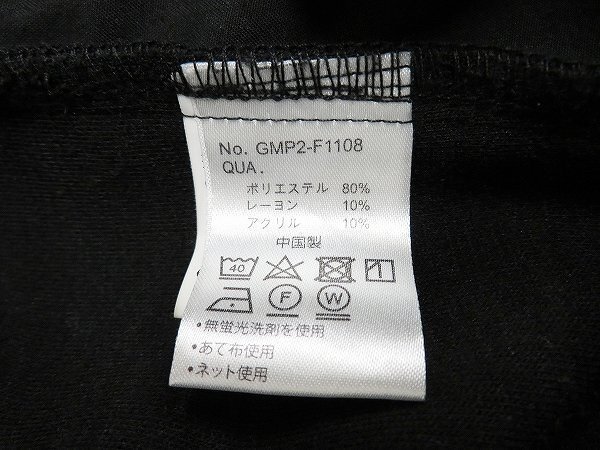 No. GMP2-F1108
QUA.
ポリエステル 80%
レーヨン 10%
アクリル 10%
中国製
40
F W
・無蛍光洗剤を使用
・あて布使用
・ネット使用